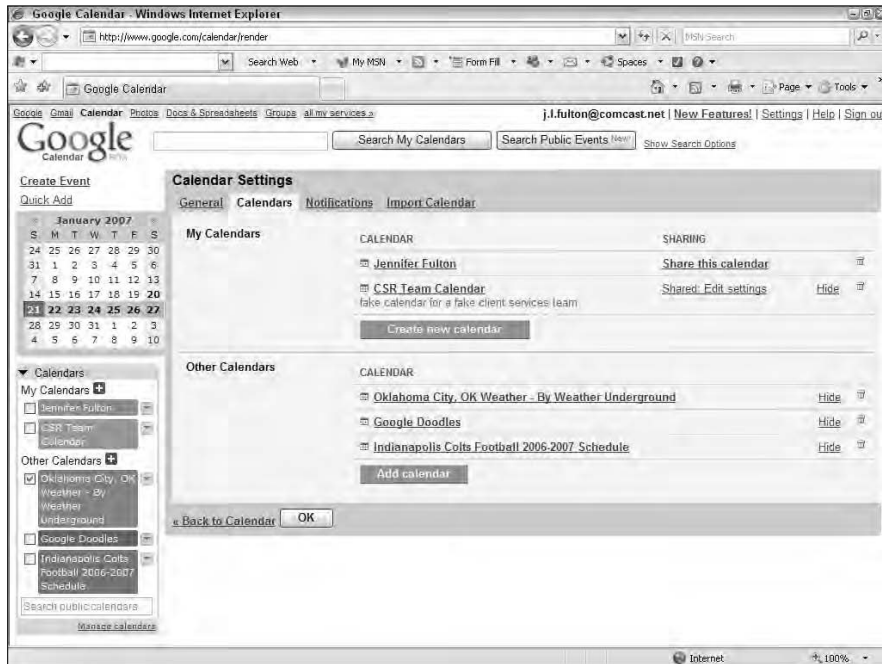 Google Calendar - Windows Internet Explorer
http://www.google.com/calendar/render
MSN Search
Search Web My MSN Form Fill Spaces
Google Calendar
Page Tools
Google Gmail Calendar Photos Docs & Spreadsheets Groups all my services »
j.l.fulton@comcast.net | New Features! | Settings | Help | Sign ou
Google
Calendar BETA
Search My Calendars
Search Public Events New!
Show Search Options
Create Event
Quick Add
« January 2007 »
S M T W T F S
24 25 26 27 28 29 30
31 1 2 3 4 5 6
7 8 9 10 11 12 13
14 15 16 17 18 19 20
21 22 23 24 25 26 27
28 29 30 31 1 2 3
4 5 6 7 8 9 10
Calendars
My Calendars
Jennifer Fulton
CSR Team
Calendar
Other Calendars
Oklahoma City, OK
Weather - By
Weather
Underground
Google Doodles
Indianapolis Colts
Football 2006-2007
Schedule
Search public calendars
Manage calendars
Calendar Settings
General Calendars Notifications Import Calendar
My Calendars
CALENDAR SHARING
Jennifer Fulton Share this calendar
CSR Team Calendar Shared: Edit settings Hide
fake calendar for a fake client services team
Create new calendar
Other Calendars
CALENDAR
Oklahoma City, OK Weather - By Weather Underground Hide
Google Doodles Hide
Indianapolis Colts Football 2006-2007 Schedule Hide
Add calendar
« Back to Calendar OK
Internet 100%